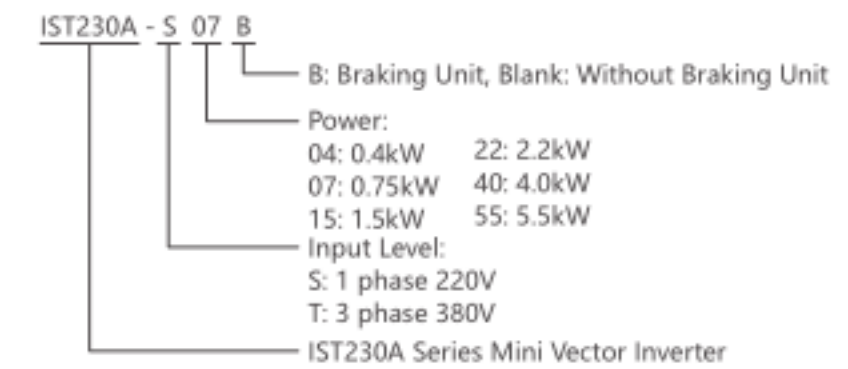 IST230A - S 07 B
B: Braking Unit, Blank: Without Braking Unit
Power:
04: 0.4kW 22: 2.2kW
07: 0.75kW 40: 4.0kW
15: 1.5kW 55: 5.5kW
Input Level:
S: 1 phase 220V
T: 3 phase 380V
IST230A Series Mini Vector Inverter